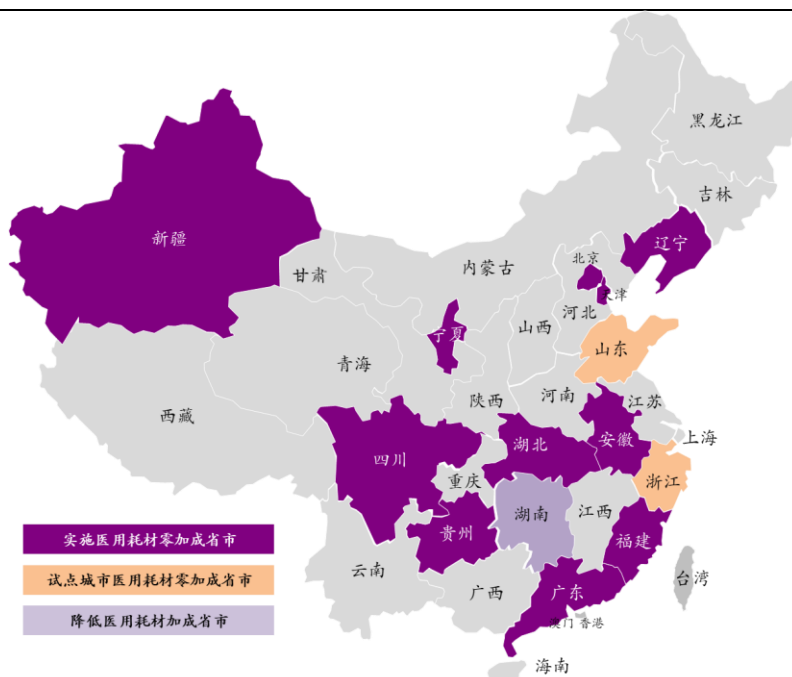 黑龙江
吉林
辽宁
新疆
内蒙古
北京
天津
甘肃
河北
山西
宁夏
山东
青海
陕西
河南
江苏
西藏
上海
湖北
安徽
四川
重庆
浙江
湖南
江西
贵州
福建
云南
台湾
广西
广东
澳门 香港
海南
实施医用耗材零加成省市
试点城市医用耗材零加成省市
降低医用耗材加成省市